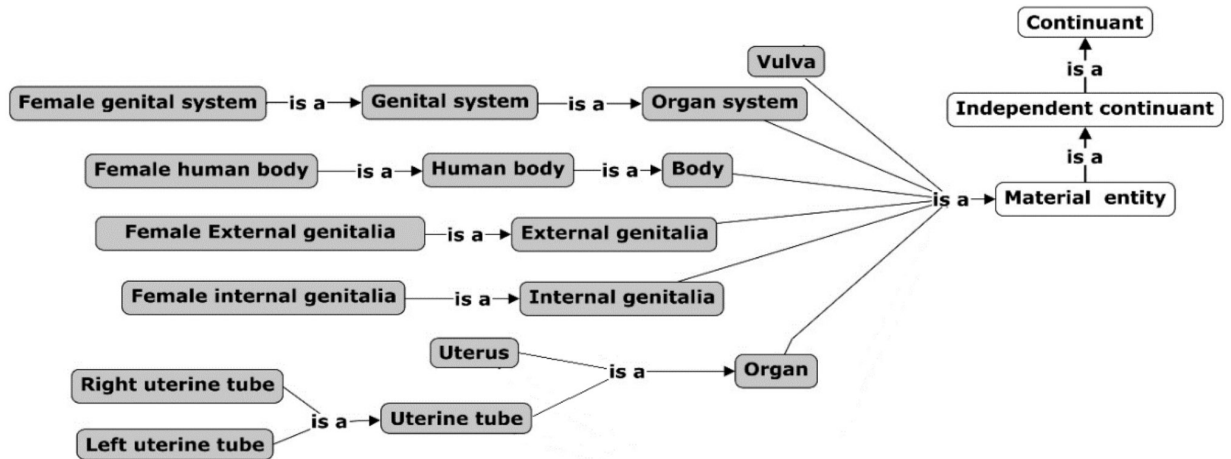 Continuant
is a
Vulva
Female genital system is a Genital system is a Organ system
Independent continuant
is a
Female human body is a Human body is a Body
is a Material entity
Female External genitalia is a External genitalia
Female internal genitalia is a Internal genitalia
Uterus
is a Organ
Right uterine tube
is a Uterine tube
Left uterine tube